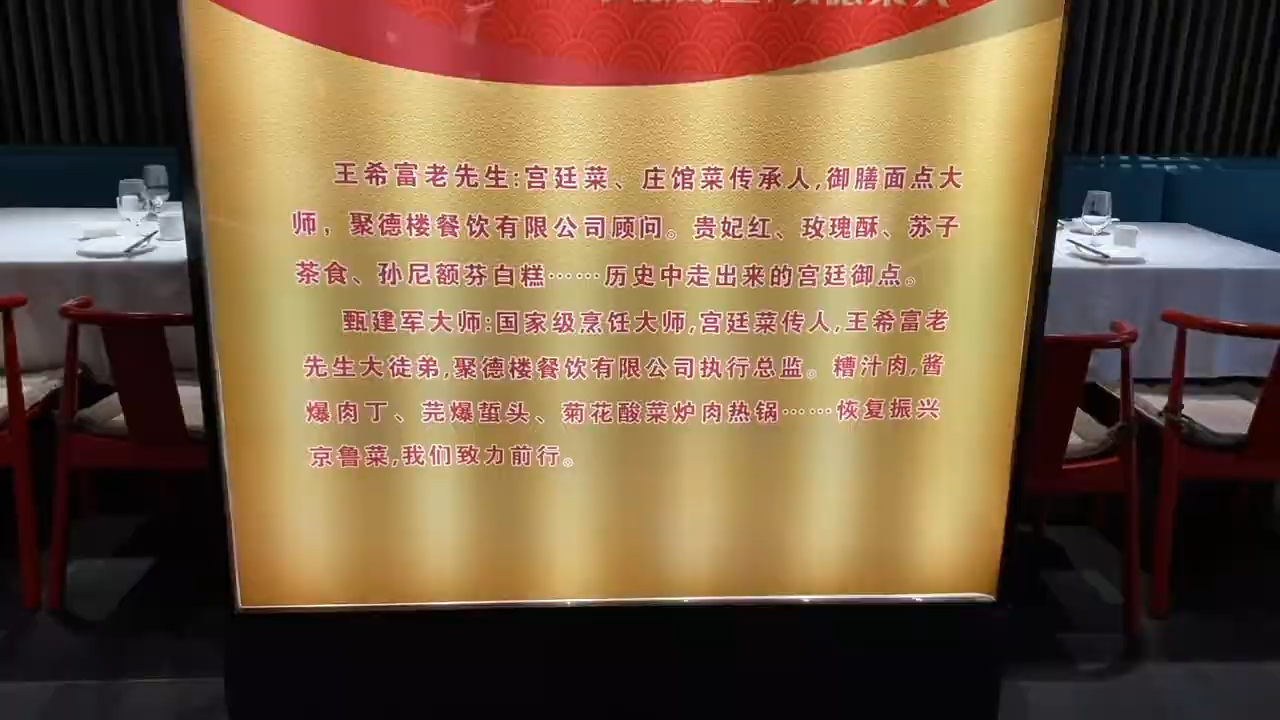 王希富老先生:宫廷菜、庄馆菜传承人,御膳面点大
师，聚德楼餐饮有限公司顾问。贵妃红、玫瑰酥、苏子
茶食、孙尼额芬白糕……历史中走出来的宫廷御点。
甄建军大师:国家级烹饪大师,宫廷菜传人,王希富老
先生大徒弟,聚德楼餐饮有限公司执行总监。糟汁肉,酱
爆肉丁、芫爆蜇头、菊花酸菜炉肉热锅……恢复振兴
京鲁菜,我们致力前行。